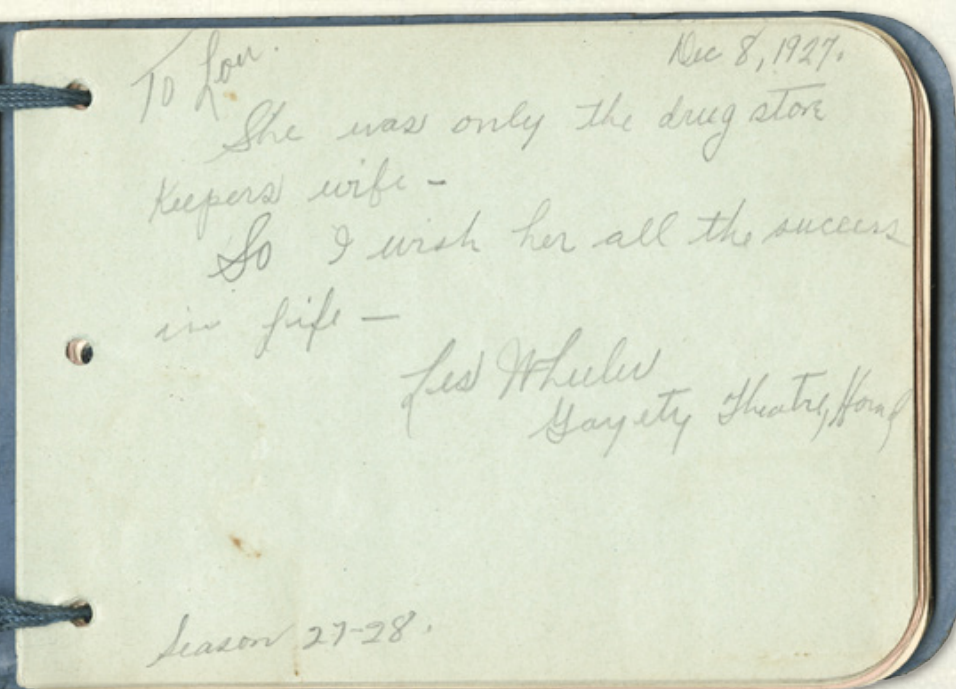 Dec 8, 1927.
To Lou.
She was only the drug store
Keepers wife -
So I wish her all the success
in life —
Les Wheeler
Gayety Theatre,
Season 27-28.